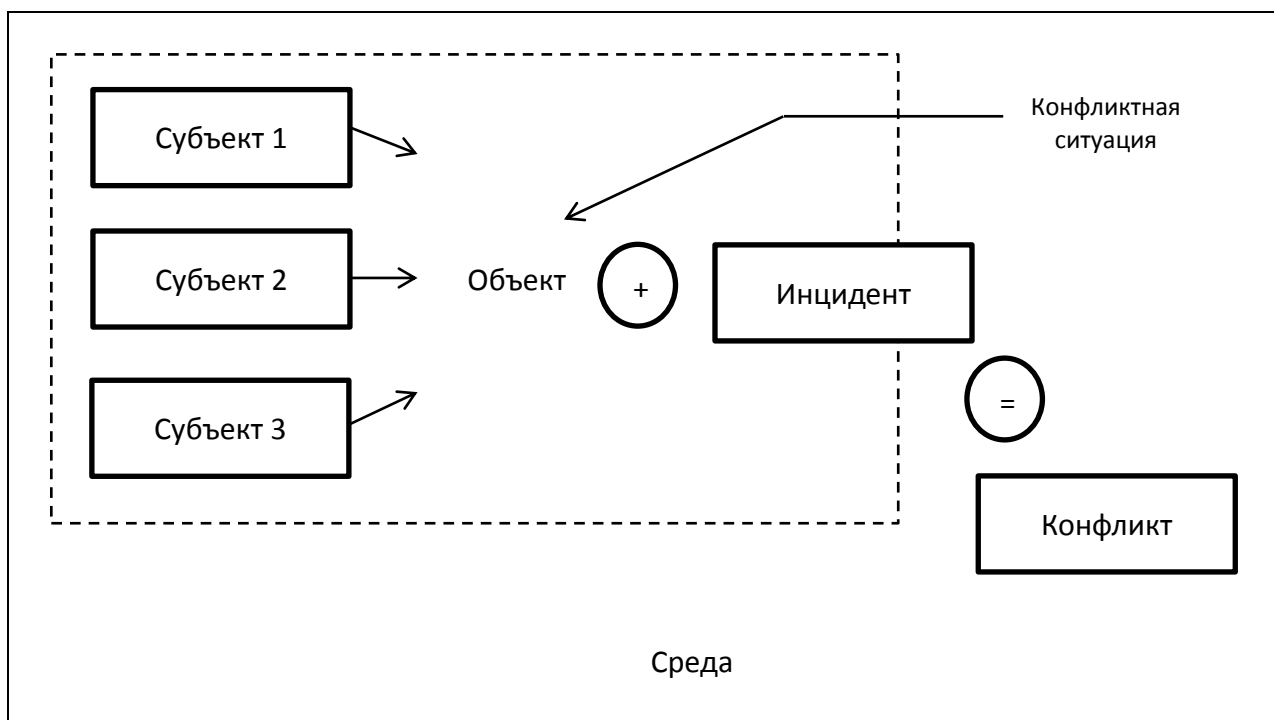 Субъект 1
Конфликтная
ситуация
Субъект 2
Объект
+
Инцидент
Субъект 3
=
Конфликт
Среда